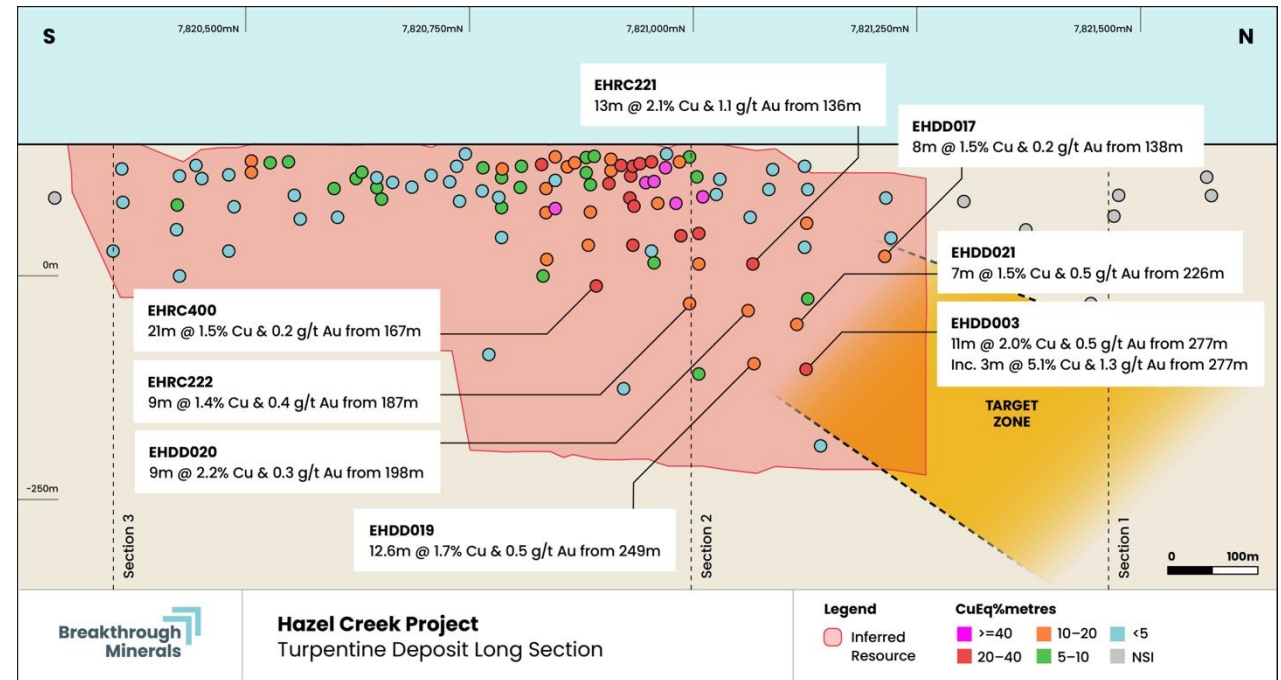 S
7,820,500mN
7,820,750mN
7,821,000mN
7,821,250mN
7,821,500mN
N
EHRC221
13m @ 2.1% Cu & 1.1 g/t Au from 136m
EHDD017
8m @ 1.5% Cu & 0.2 g/t Au from 138m
EHDD021
7m @ 1.5% Cu & 0.5 g/t Au from 226m
0m
EHRC400
21m @ 1.5% Cu & 0.2 g/t Au from 167m
EHDD003
11m @ 2.0% Cu & 0.5 g/t Au from 277m
Inc. 3m @ 5.1% Cu & 1.3 g/t Au from 277m
EHRC222
9m @ 1.4% Cu & 0.4 g/t Au from 187m
TARGET
ZONE
EHDD020
9m @ 2.2% Cu & 0.3 g/t Au from 198m
-250m
EHDD019
12.6m @ 1.7% Cu & 0.5 g/t Au from 249m
Section 3
Section 2
Section 1
0 100m
Breakthrough
Minerals
Hazel Creek Project
Turpentine Deposit Long Section
Legend
Inferred
Resource
CuEq%metres
>=40
10–20
<5
20–40
5–10
NSI